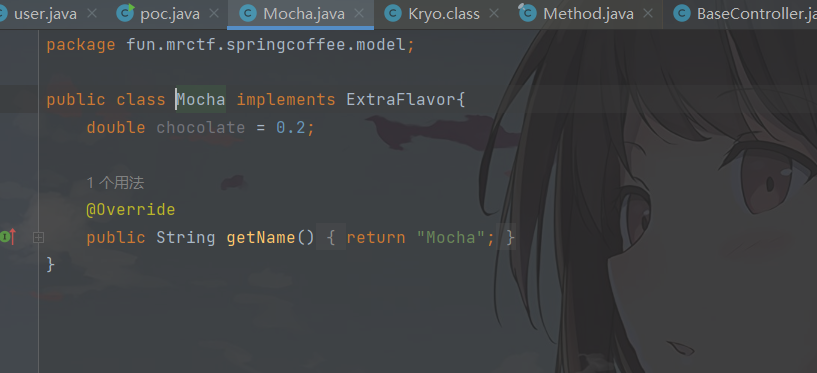 user.java poc.java Mocha.java Kryo.class Method.java BaseController.ja
package fun.mrctf.springcoffee.model;
public class Mocha implements ExtraFlavor{
double chocolate = 0.2;
1 个用法
@Override
public String getName() { return "Mocha"; }
}